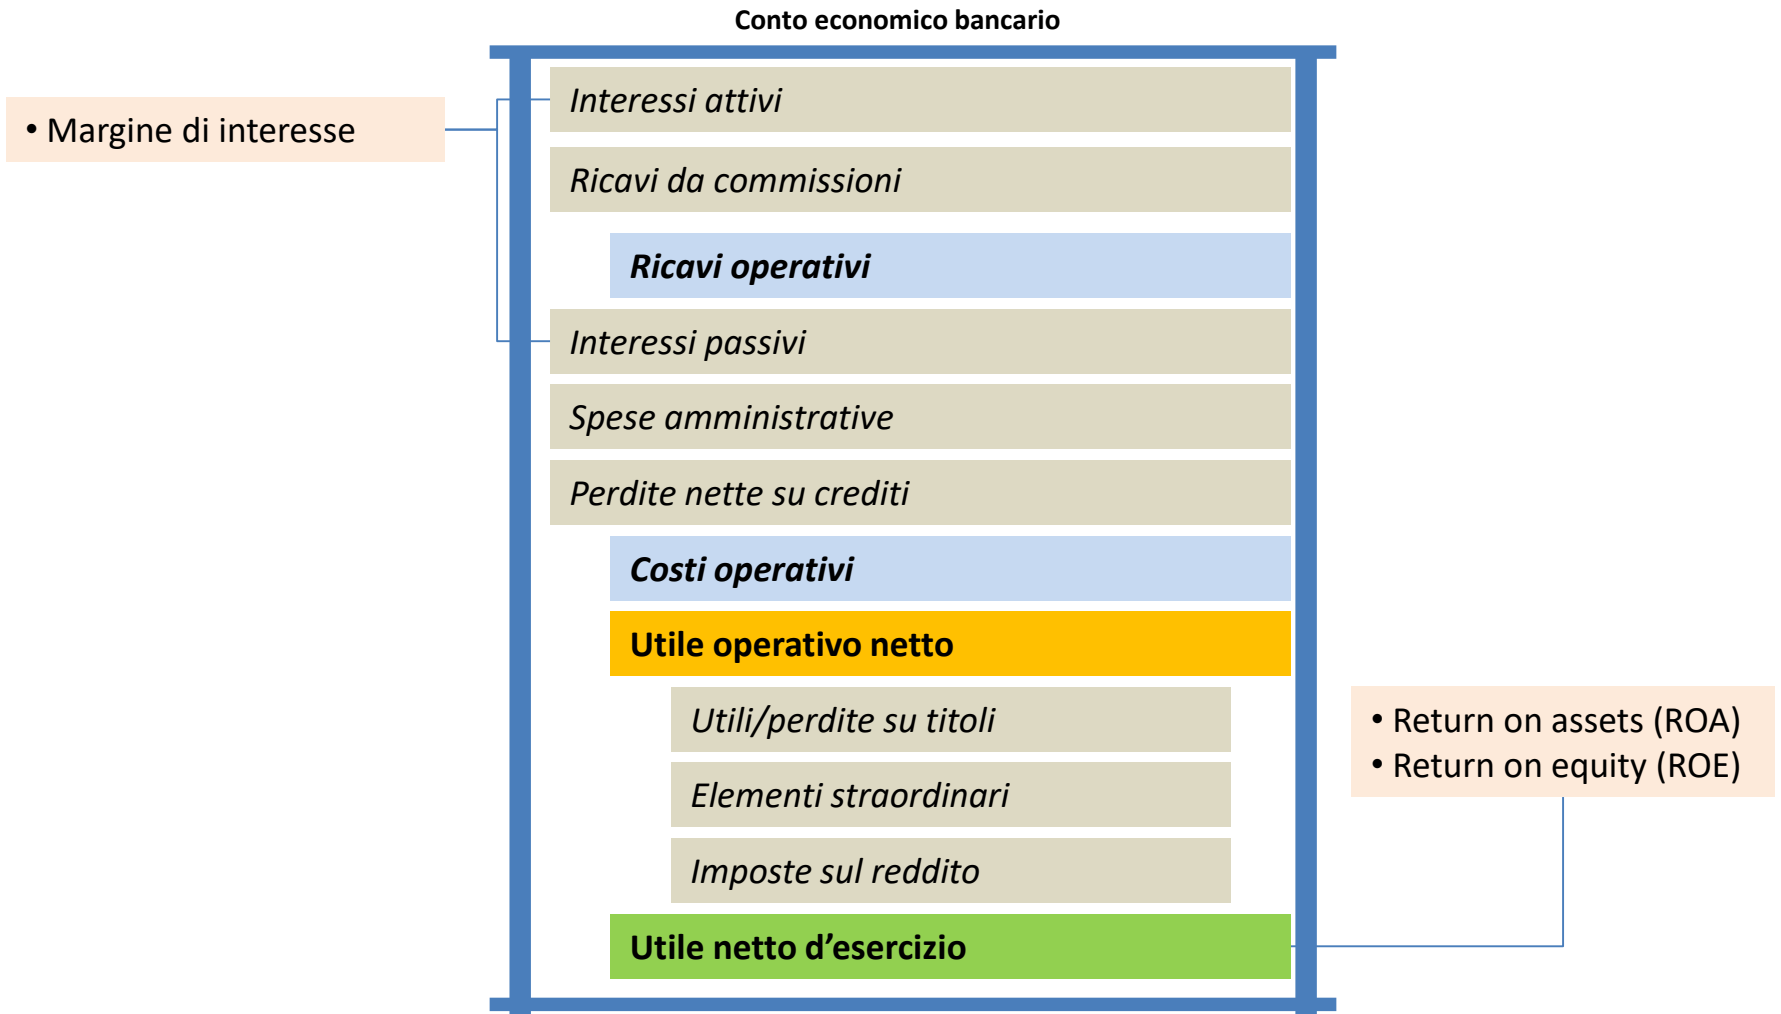 Conto economico bancario
Interessi attivi
• Margine di interesse
Ricavi da commissioni
Ricavi operativi
Interessi passivi
Spese amministrative
Perdite nette su crediti
Costi operativi
Utile operativo netto
Utili/perdite su titoli
• Return on assets (ROA)
• Return on equity (ROE)
Elementi straordinari
Imposte sul reddito
Utile netto d’esercizio